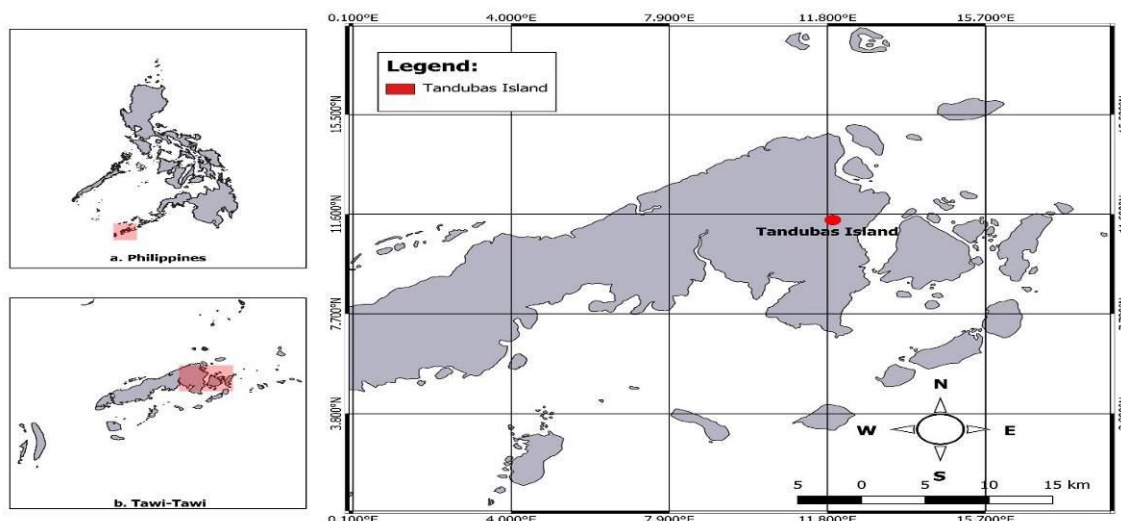 0.100°E 4.000°E 7.900°E 11.800°E 15.700°E
Legend:
Tandubas Island
15.500°N
11.600°N
Tandubas Island
7.700°N
3.800°N
N
W E
S
5 0 5 10 15 km
0.100°E 4.000°E 7.900°E 11.800°E 15.700°E
a. Philippines
b. Tawi-Tawi